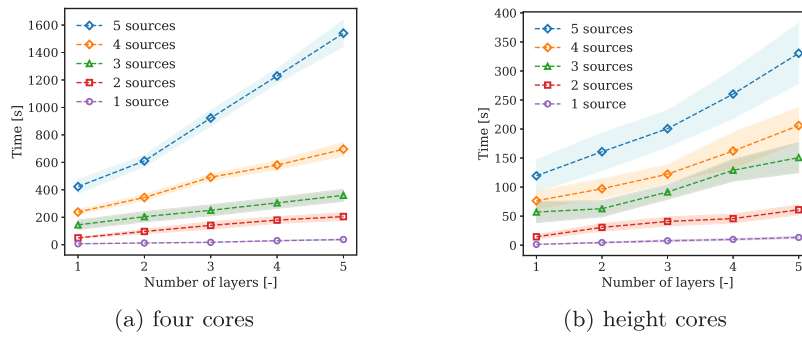 1600
1400
1200
1000
800
600
400
200
0
Time [s]
5 sources
4 sources
3 sources
2 sources
1 source
1 2 3 4 5
Number of layers [-]
(a) four cores
400
350
300
250
200
150
100
50
0
Time [s]
5 sources
4 sources
3 sources
2 sources
1 source
1 2 3 4 5
Number of layers [-]
(b) height cores